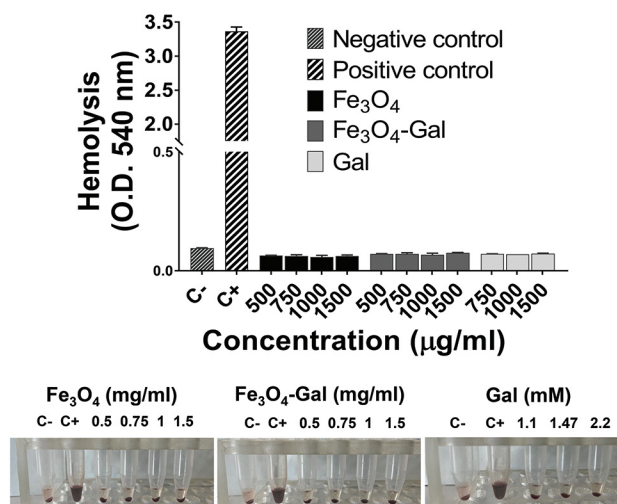 3.5
3.0
2.5
2.0
0.5
0.0
Hemolysis
(O.D. 540 nm)
Negative control
Positive control
Fe₃O₄
Fe₃O₄-Gal
Gal
C- C+ 500 750 1000 1500 500 750 1000 1500 750 1000 1500
Concentration (μg/ml)
Fe₃O₄ (mg/ml)
C- C+ 0.5 0.75 1 1.5
Fe₃O₄-Gal (mg/ml)
C- C+ 0.5 0.75 1 1.5
Gal (mM)
C- C+ 1.1 1.47 2.2